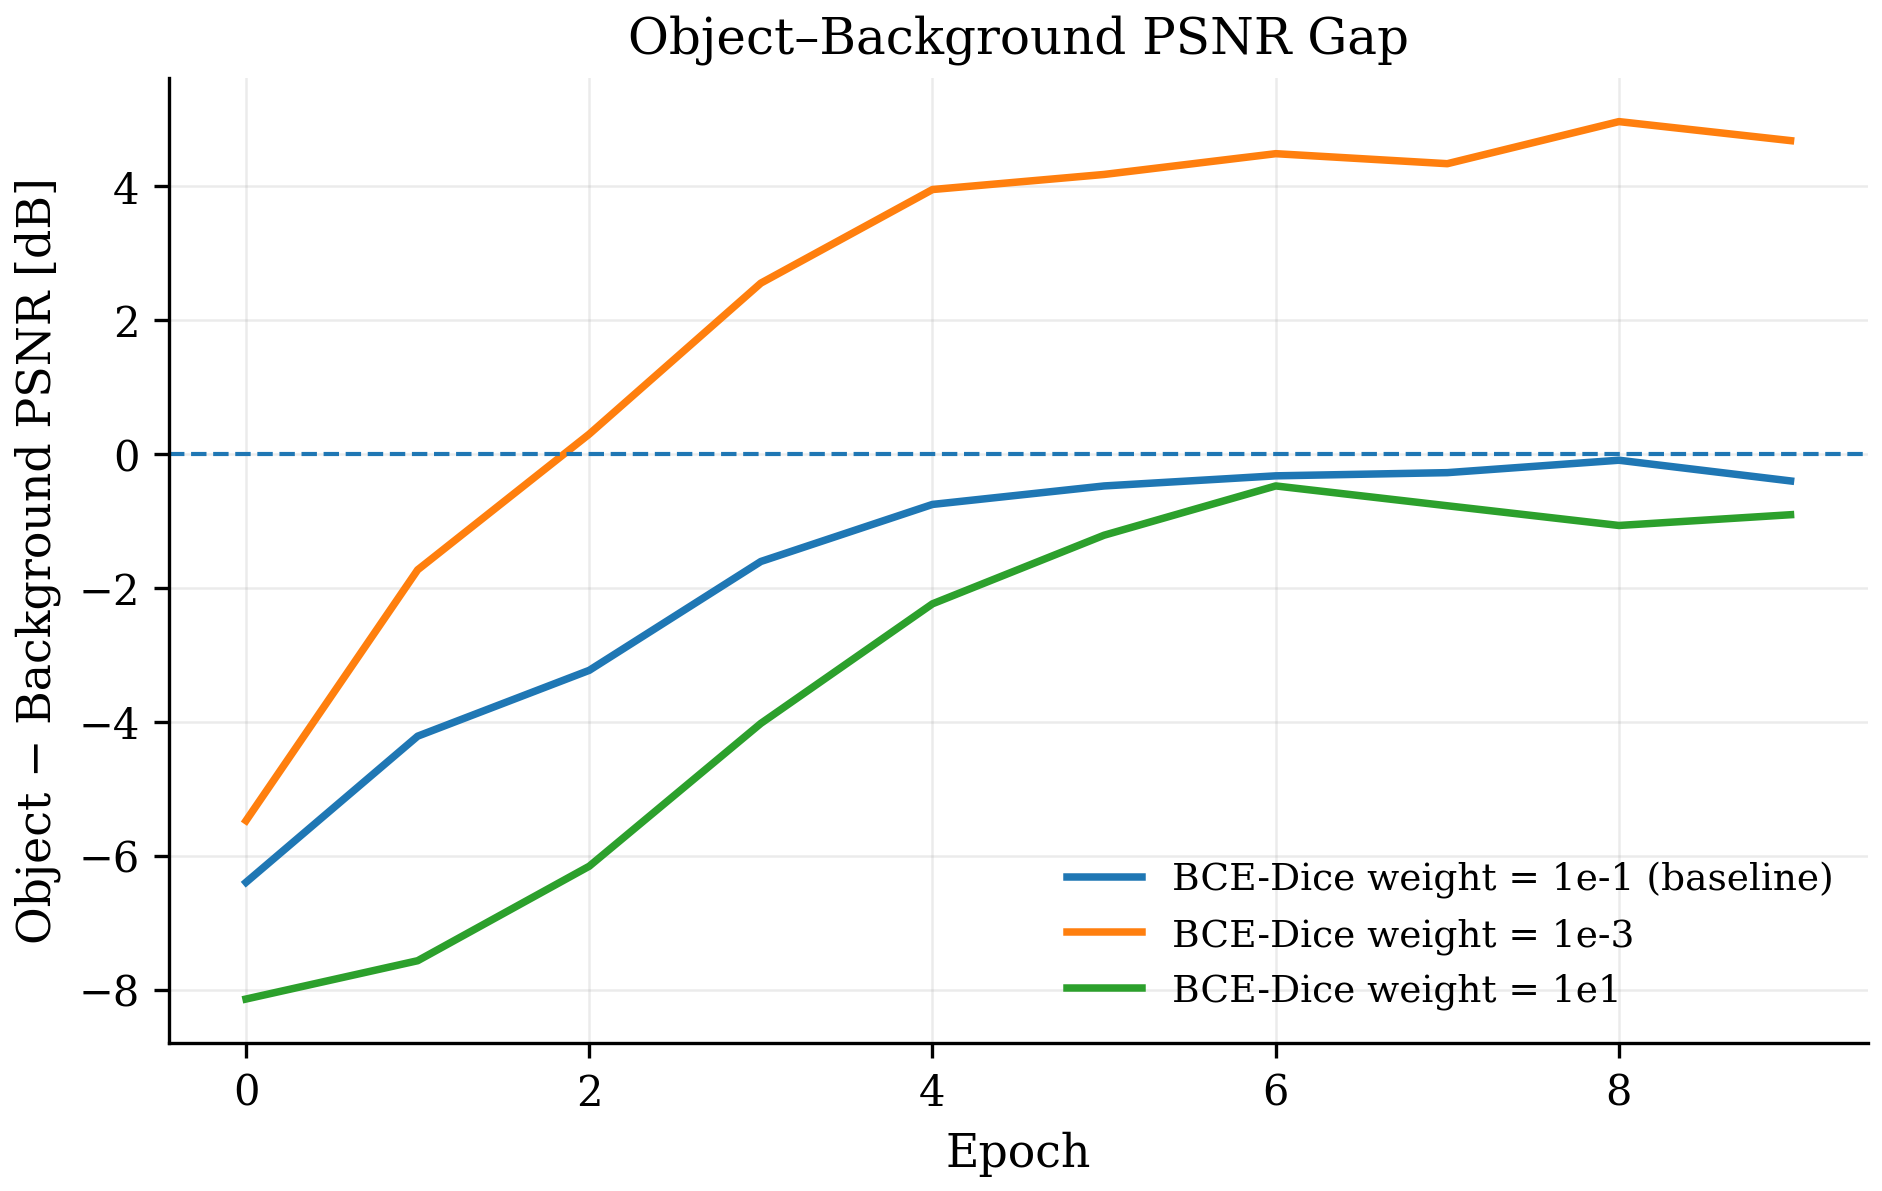 Object–Background PSNR Gap
Object − Background PSNR [dB]
4
2
0
−2
−4
−6
−8
BCE-Dice weight = 1e-1 (baseline)
BCE-Dice weight = 1e-3
BCE-Dice weight = 1e1
0 2 4 6 8
Epoch